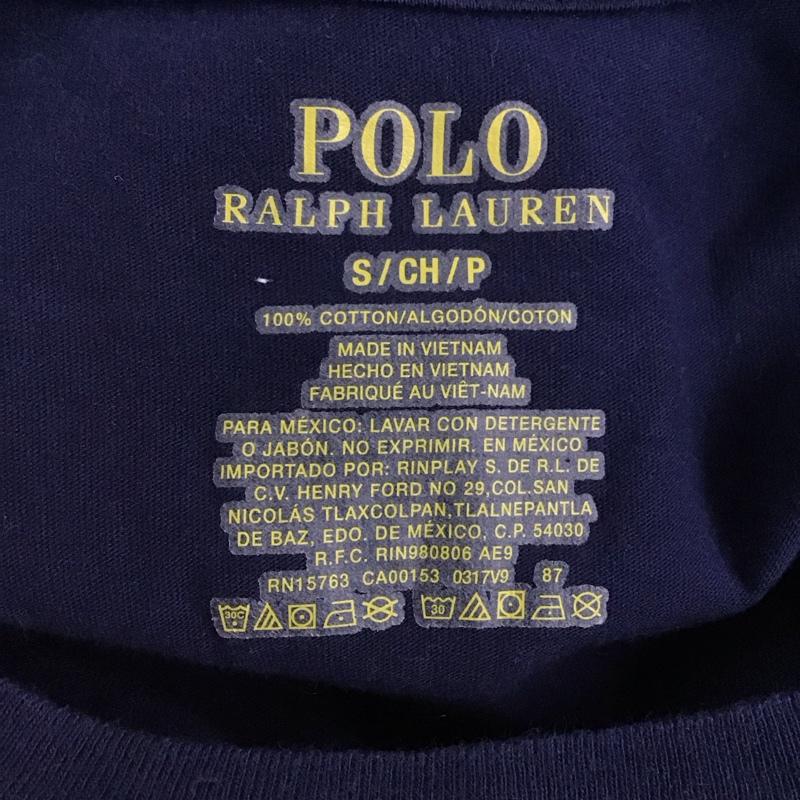 POLO
RALPH LAUREN
S/CH/P
100% COTTON/ALGODÓN/COTON
MADE IN VIETNAM
HECHO EN VIETNAM
FABRIQUÉ AU VIÊT-NAM
PARA MÉXICO: LAVAR CON DETERGENTE
O JABÓN. NO EXPRIMIR. EN MÉXICO
IMPORTADO POR: RINPLAY S. DE R.L: DE
C.V. HENRY FORD NO 29,COL.SAN
NICOLÁS TLAXCOLPAN,TLALNEPANTLA
DE BAZ, EDO. DE MÉXICO, C.P. 54030
R.F.C. RIN980806 AE9
RN15763 CA00153 0317V9 87
30C 30